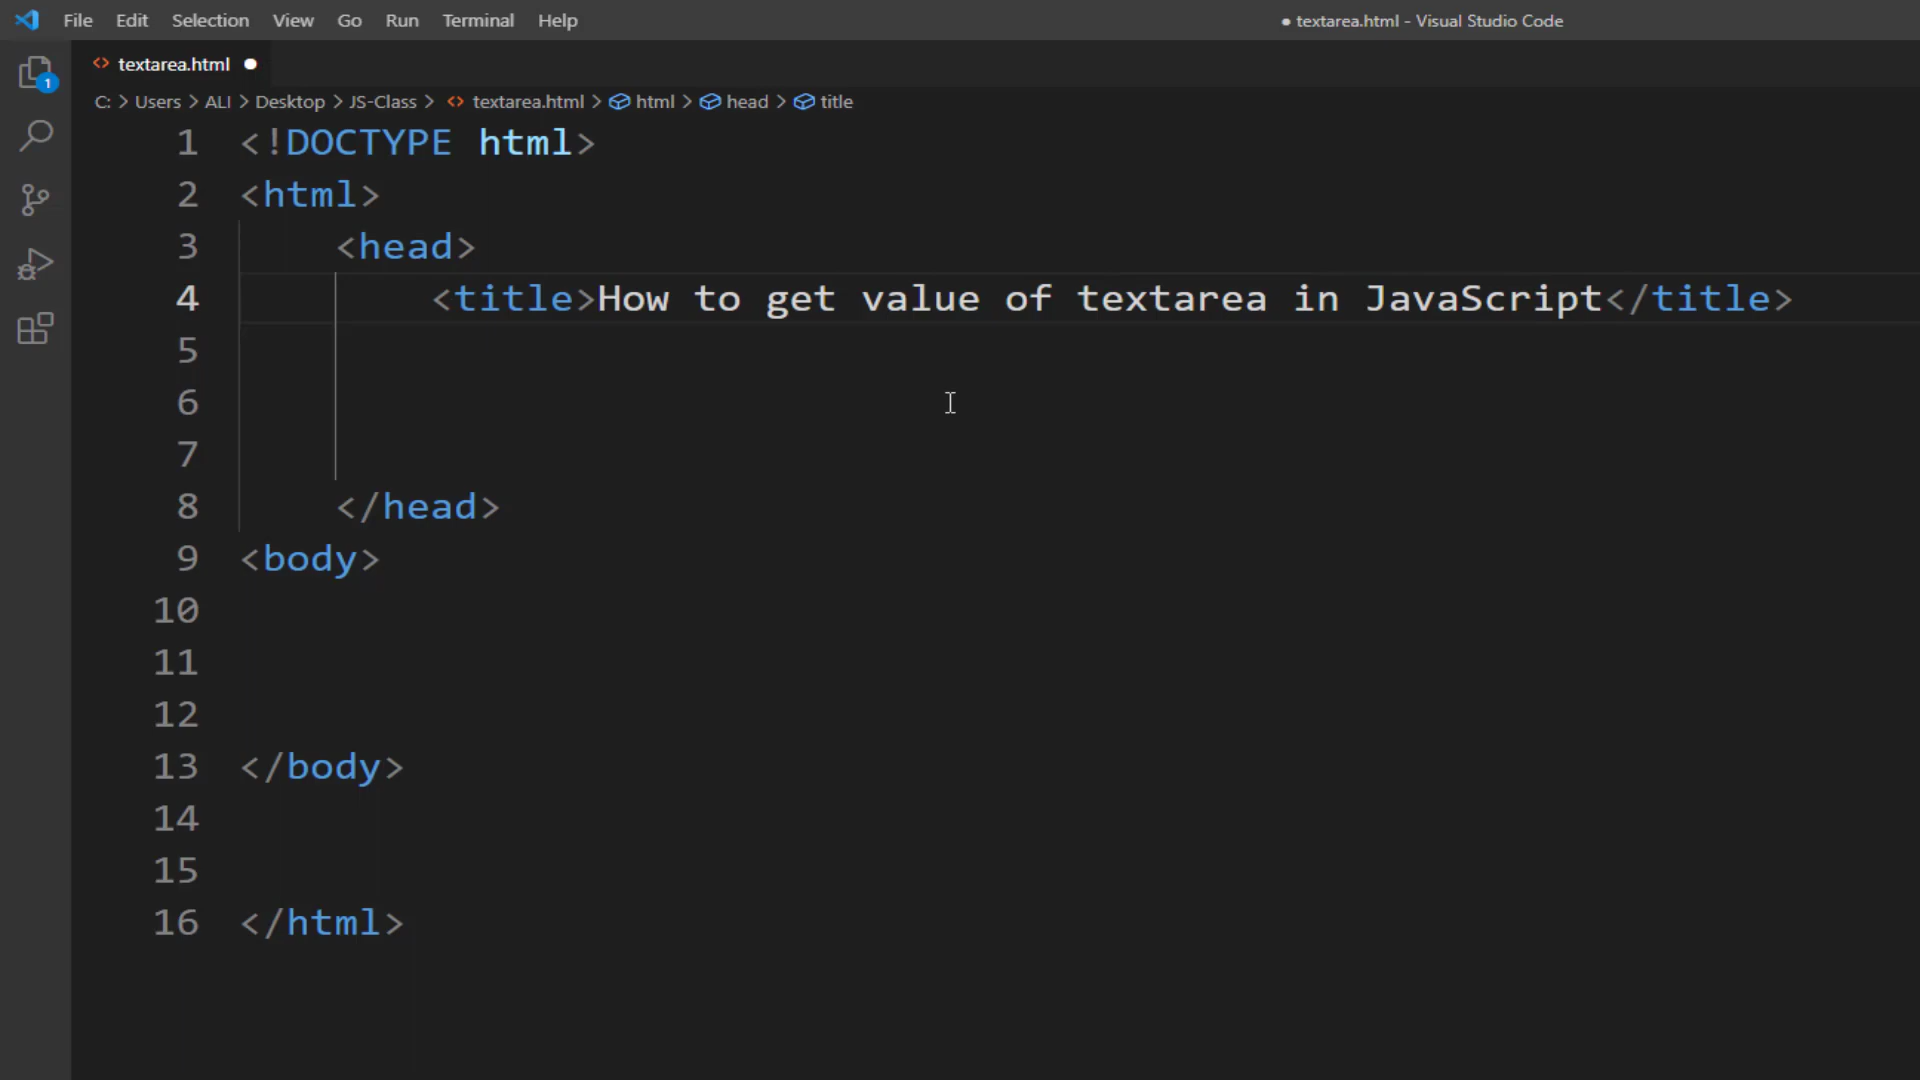 File Edit Selection View Go Run Terminal Help ● textarea.html - Visual Studio Code
<> textarea.html ●
1
C: > Users > ALI > Desktop > JS-Class > <> textarea.html > html > head > title
1 <!DOCTYPE html>
2 <html>
3 <head>
4 <title>How to get value of textarea in JavaScript</title>
5
6
7
8 </head>
9 <body>
10
11
12
13 </body>
14
15
16 </html>